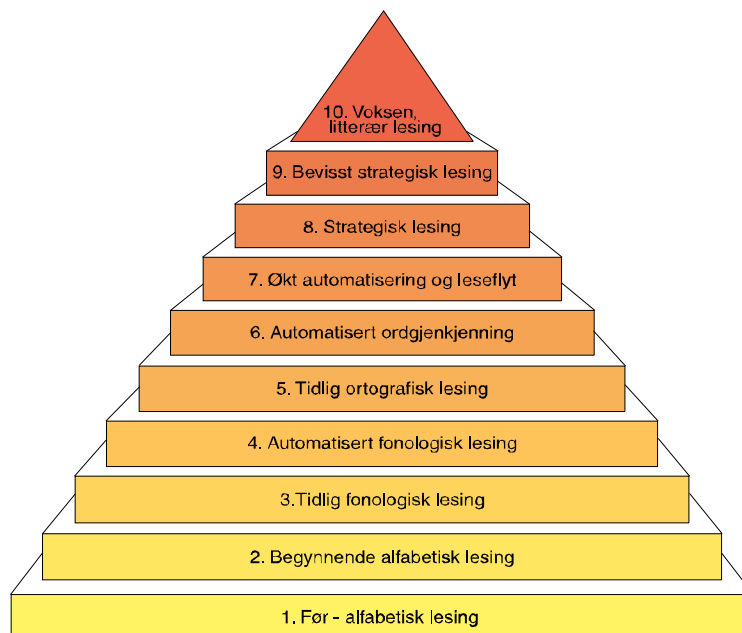 10. Voksen,
litterær lesing
9. Bevisst strategisk lesing
8. Strategisk lesing
7. Økt automatisering og leseflyt
6. Automatisert ordgjenkjenning
5. Tidlig ortografisk lesing
4. Automatisert fonologisk lesing
3.Tidlig fonologisk lesing
2. Begynnende alfabetisk lesing
1. Før - alfabetisk lesing